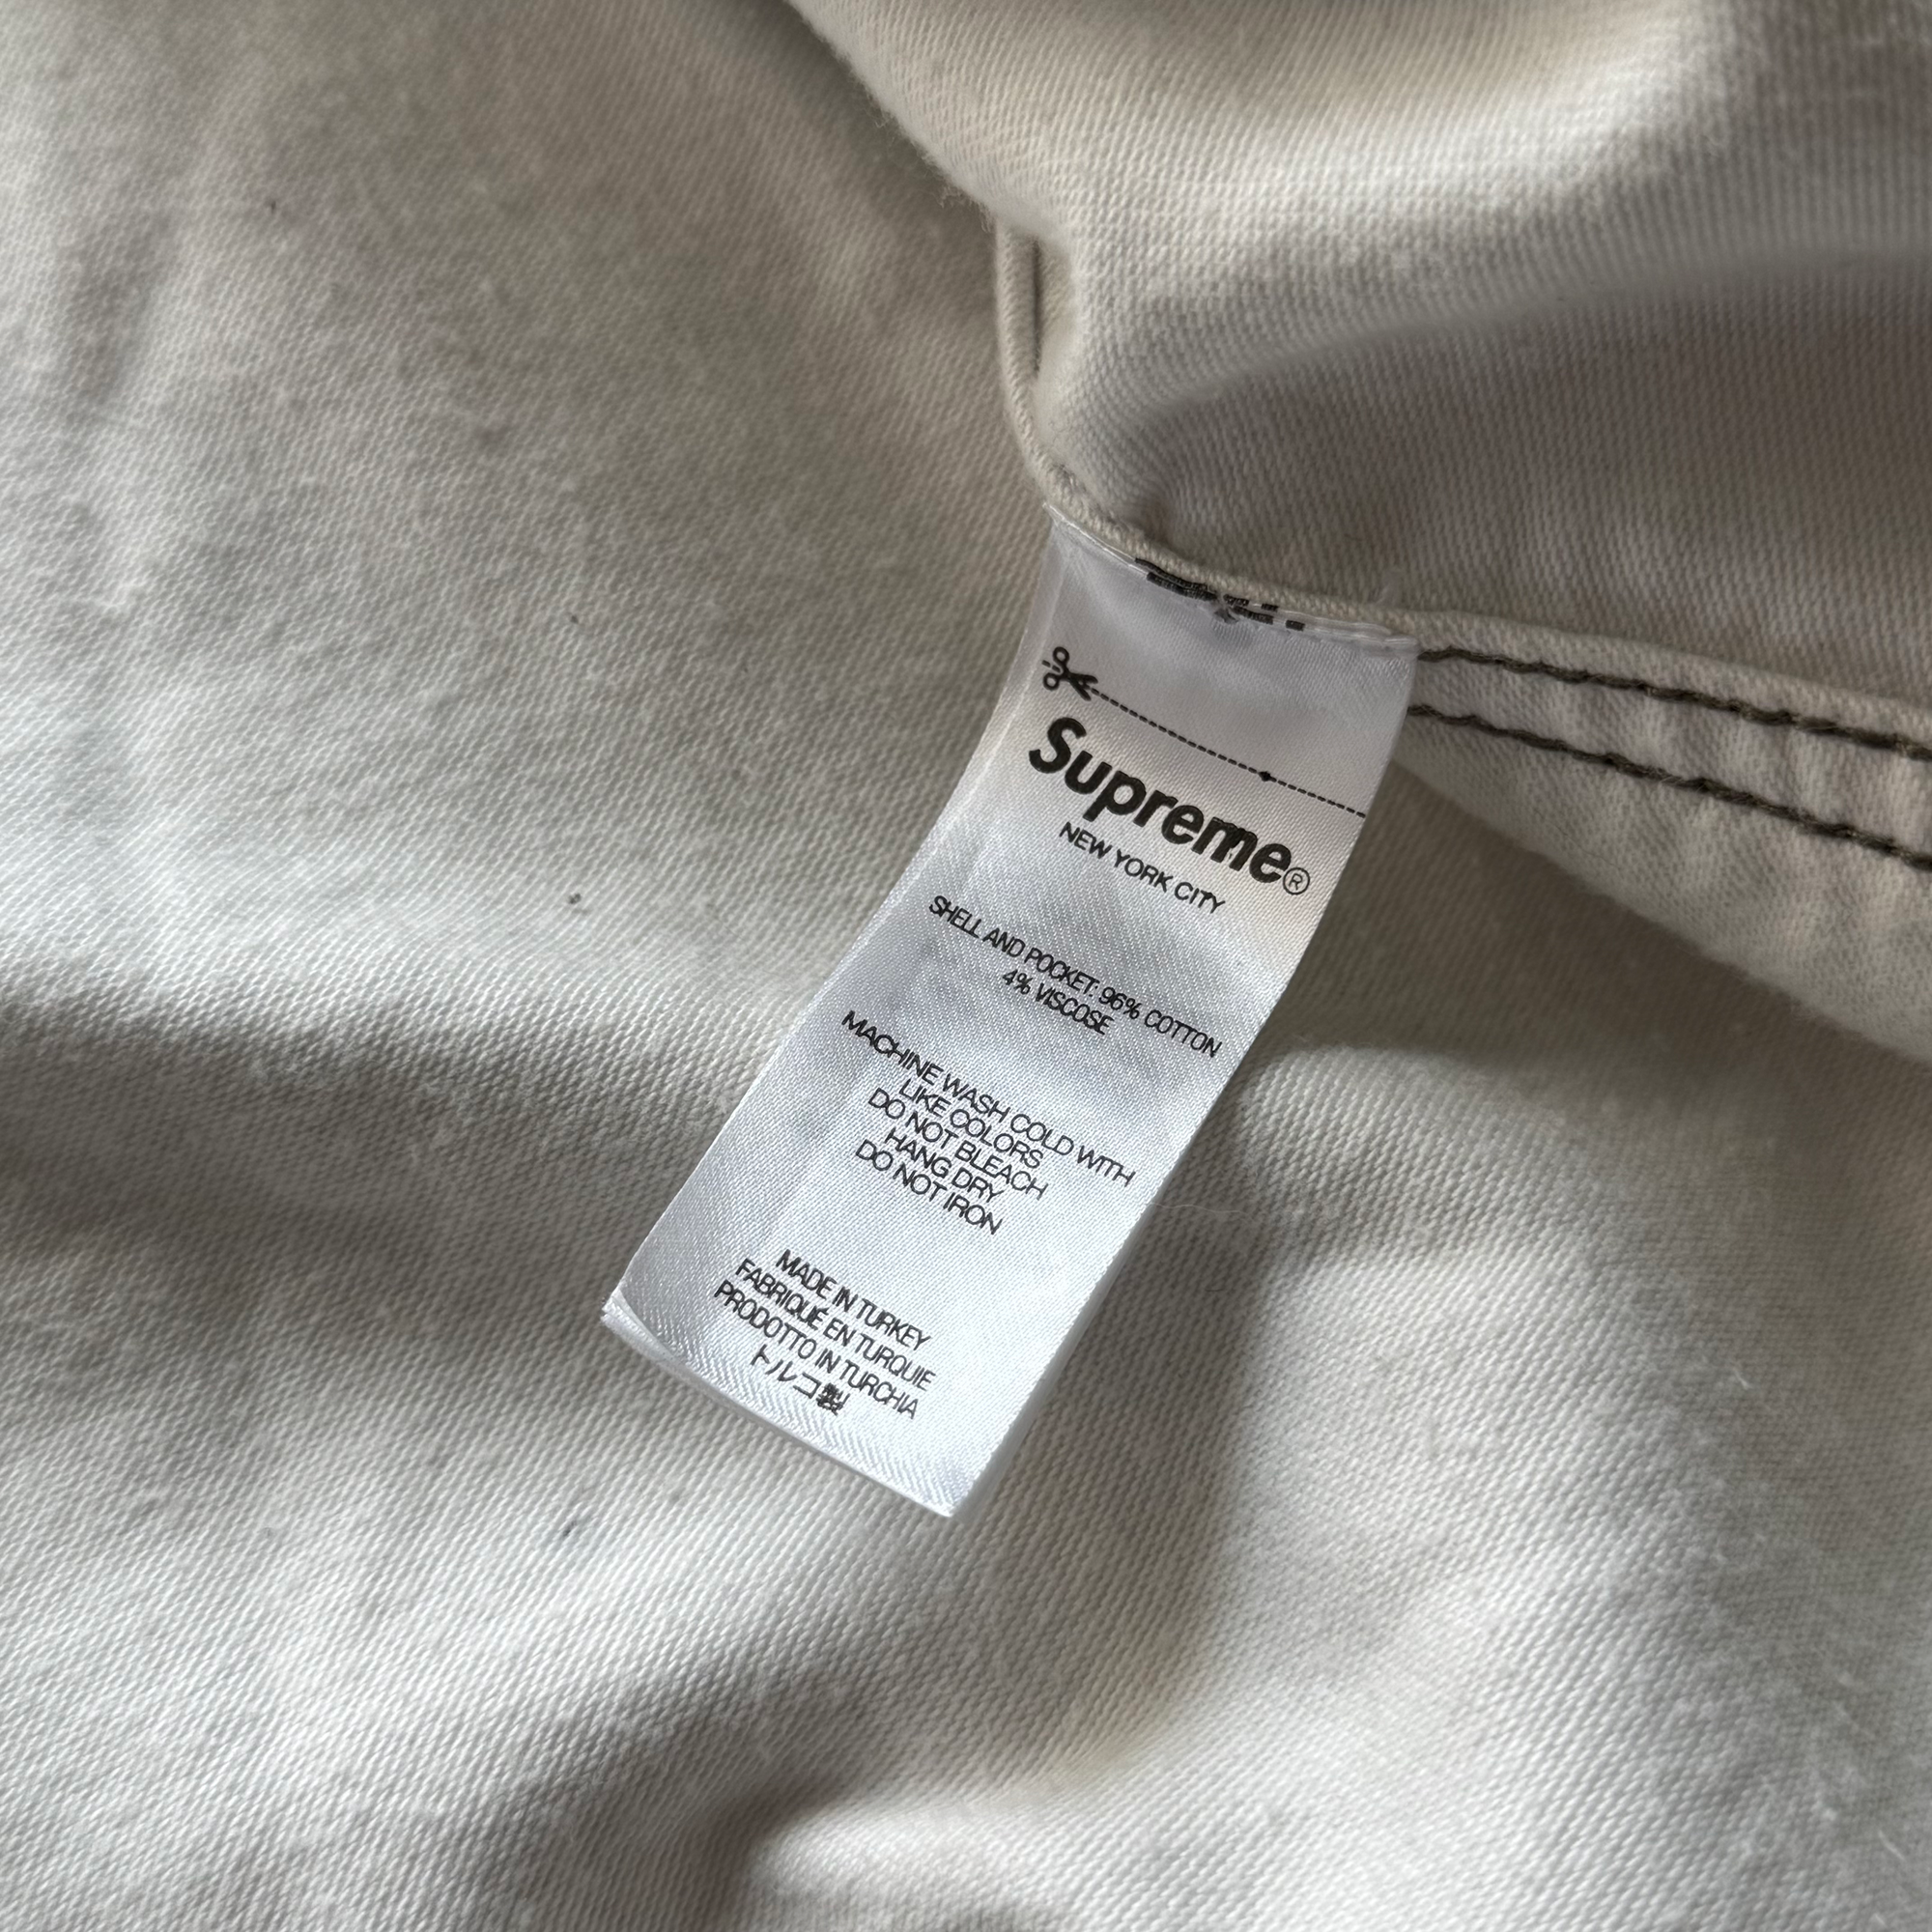 Supreme®
NEW YORK CITY
SHELL AND POCKET: 96% COTTON
4% VISCOSE
MACHINE WASH COLD WITH
LIKE COLORS
DO NOT BLEACH
HANG DRY
DO NOT IRON
MADE IN TURKEY
FABRIQUÉ EN TURQUIE
PRODOTTO IN TURCHIA
トルコ製